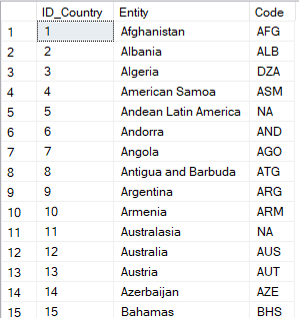 ID_Country Entity Code
1 1 Afghanistan AFG
2 2 Albania ALB
3 3 Algeria DZA
4 4 American Samoa ASM
5 5 Andean Latin America NA
6 6 Andorra AND
7 7 Angola AGO
8 8 Antigua and Barbuda ATG
9 9 Argentina ARG
10 10 Armenia ARM
11 11 Australasia NA
12 12 Australia AUS
13 13 Austria AUT
14 14 Azerbaijan AZE
15 15 Bahamas BHS